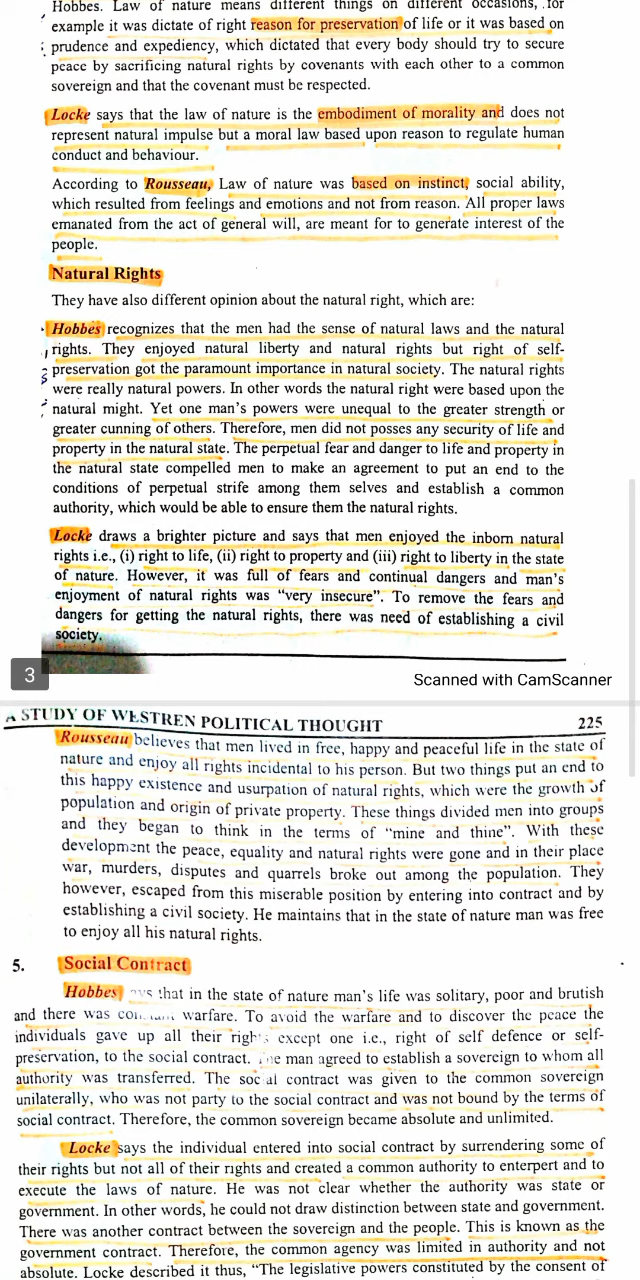 Hobbes. Law of nature means different things on different occasions, for
example it was dictate of right reason for preservation of life or it was based on
prudence and expediency, which dictated that every body should try to secure
peace by sacrificing natural rights by covenants with each other to a common
sovereign and that the covenant must be respected.
Locke says that the law of nature is the embodiment of morality and does not
represent natural impulse but a moral law based upon reason to regulate human
conduct and behaviour.
According to Rousseau, Law of nature was based on instinct, social ability,
which resulted from feelings and emotions and not from reason. All proper laws
emanated from the act of general will, are meant for to generate interest of the
people.
Natural Rights
They have also different opinion about the natural right, which are:
Hobbes recognizes that the men had the sense of natural laws and the natural
rights. They enjoyed natural liberty and natural rights but right of self-
preservation got the paramount importance in natural society. The natural rights
were really natural powers. In other words the natural right were based upon the
natural might. Yet one man's powers were unequal to the greater strength or
greater cunning of others. Therefore, men did not posses any security of life and
property in the natural state. The perpetual fear and danger to life and property in
the natural state compelled men to make an agreement to put an end to the
conditions of perpetual strife among them selves and establish a common
authority, which would be able to ensure them the natural rights.
Locke draws a brighter picture and says that men enjoyed the inborn natural
rights i.e., (i) right to life, (ii) right to property and (iii) right to liberty in the state
of nature. However, it was full of fears and continual dangers and man's
enjoyment of natural rights was "very insecure". To remove the fears and
dangers for getting the natural rights, there was need of establishing a civil
society.
3
Scanned with CamScanner
A STUDY OF WESTREN POLITICAL THOUGHT 225
Rousseau believes that men lived in free, happy and peaceful life in the state of
nature and enjoy all rights incidental to his person. But two things put an end to
this happy existence and usurpation of natural rights, which were the growth of
population and origin of private property. These things divided men into groups
and they began to think in the terms of "mine and thine". With these
development the peace, equality and natural rights were gone and in their place
war, murders, disputes and quarrels broke out among the population. They
however, escaped from this miserable position by entering into contract and by
establishing a civil society. He maintains that in the state of nature man was free
to enjoy all his natural rights.
5. Social Contract
Hobbes that in the state of nature man's life was solitary, poor and brutish
and there was warfare. To avoid the warfare and to discover the peace the
individuals gave up all their rights except one i.e., right of self defence or self-
preservation, to the social contract. The man agreed to establish a sovereign to whom all
authority was transferred. The social contract was given to the common sovereign
unilaterally, who was not party to the social contract and was not bound by the terms of
social contract. Therefore, the common sovereign became absolute and unlimited.
Locke says the individual entered into social contract by surrendering some of
their rights but not all of their rights and created a common authority to enterpert and to
execute the laws of nature. He was not clear whether the authority was state or
government. In other words, he could not draw distinction between state and government.
There was another contract between the sovereign and the people. This is known as the
government contract. Therefore, the common agency was limited in authority and not
absolute. Locke described it thus, "The legislative powers constituted by the consent of